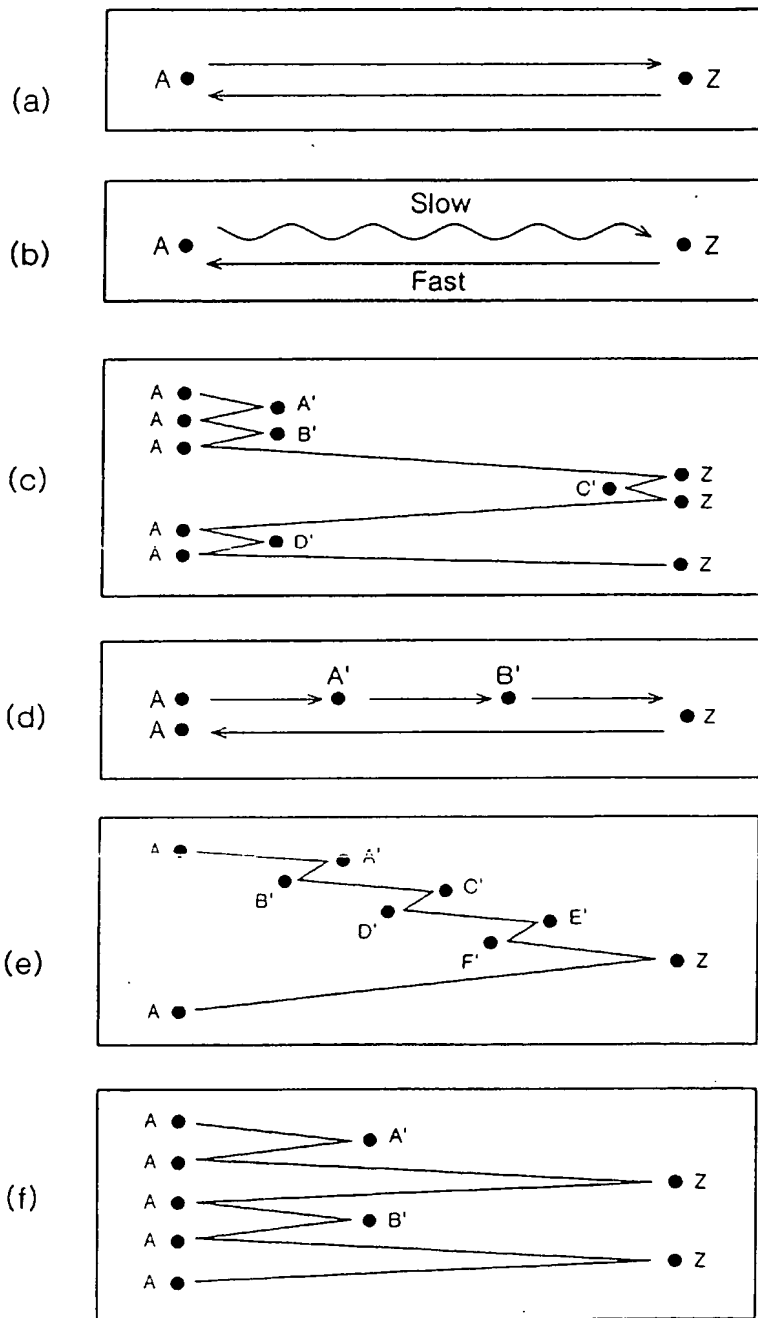 (a)
A Z
(b)
Slow
A Z
Fast
(c)
A
A'
A
B'
A
Z
C'
Z
A
D'
A
Z
(d)
A' B'
A
Z
A
(e)
A A'
C'
B'
E'
D'
F'
Z
A
(f)
A
A'
A
Z
A
B'
A
Z
A